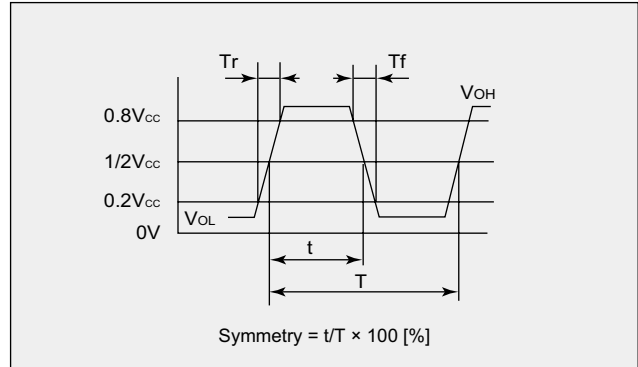 Tr
Tf
VOH
0.8Vcc
1/2Vcc
0.2Vcc
VOL
0V
t
T
Symmetry = t/T × 100 [%]